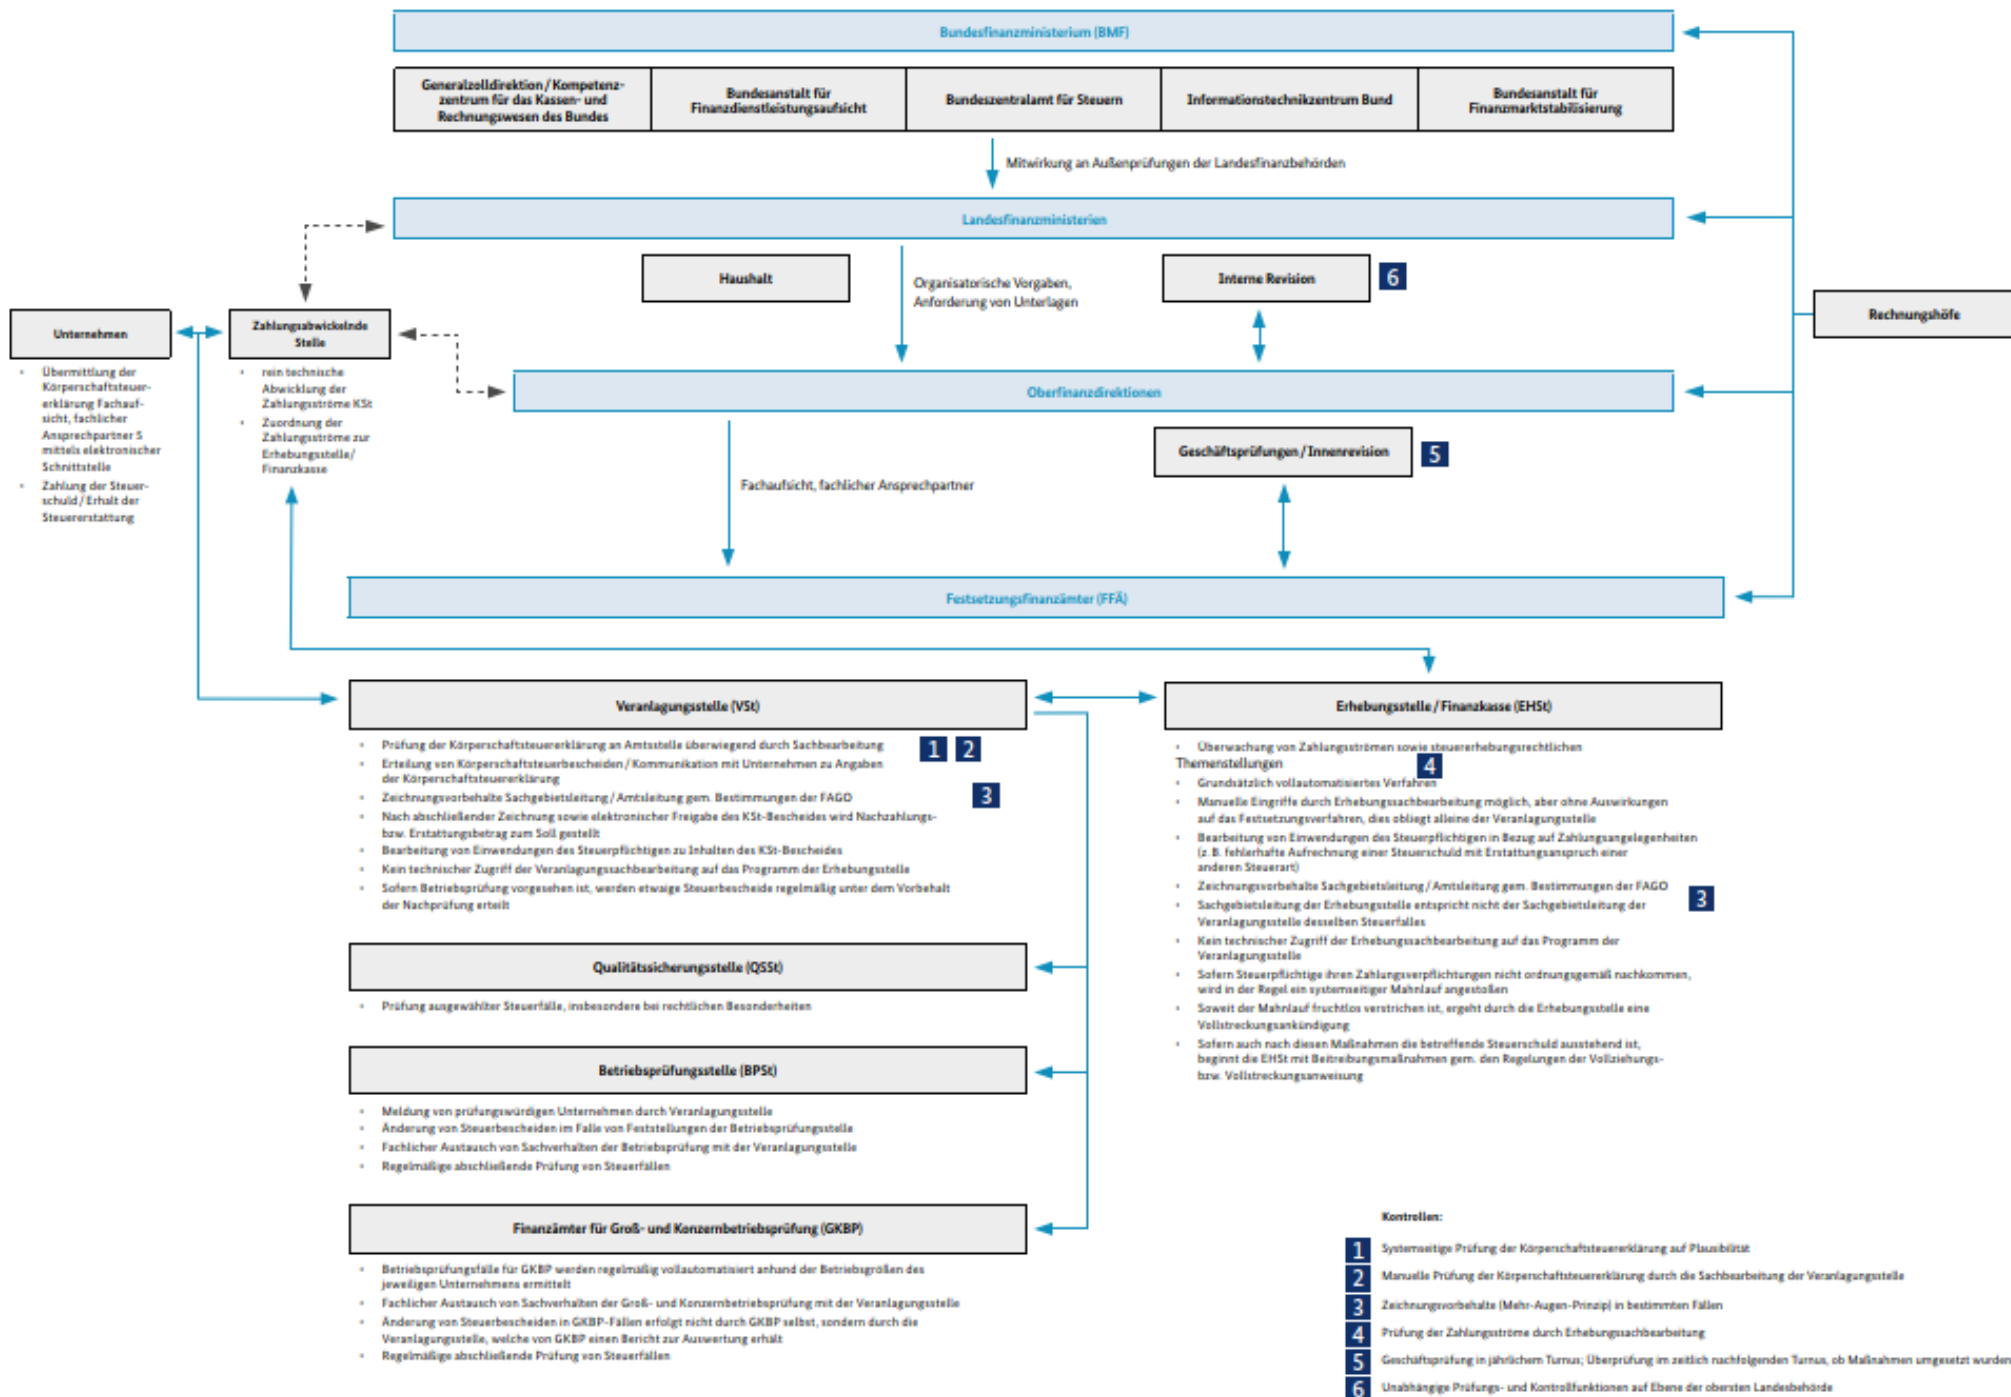 Bundesfinanzministerium (BMF)
Generalzolldirektion / Kompetenz-
zentrum für das Kassen- und
Rechnungswesen des Bundes
Bundesanstalt für
Finanzdienstleistungsaufsicht
Bundeszentralamt für Steuern
Informationstechnikzentrum Bund
Bundesanstalt für
Finanzmarktstabilisierung
Mitwirkung an Außenprüfungen der Landesfinanzbehörden
Landesfinanzministerien
Haushalt
Organisatorische Vorgaben,
Anforderung von Unterlagen
Interne Revision
6
Rechnungshöfe
Unternehmen
• Übermittlung der
Körperschaftsteuer-
erklärung Fachauf-
sicht, fachlicher
Ansprechpartner S
mittels elektronischer
Schnittstelle
• Zahlung der Steuer-
schuld / Erhalt der
Steuererstattung
Zahlungsabwickelnde
Stelle
• rein technische
Abwicklung der
Zahlungsströme KSt
• Zuordnung der
Zahlungsströme zur
Erhebungsstelle/
Finanzkasse
Oberfinanzdirektionen
Geschäftsprüfungen / Innenrevision
5
Fachaufsicht, fachlicher Ansprechpartner
Festsetzungsfinanzämter (FFÄ)
Veranlagungsstelle (VSt)
• Prüfung der Körperschaftsteuererklärung an Amtsstelle überwiegend durch Sachbearbeitung
1 2
• Erteilung von Körperschaftsteuerbescheiden / Kommunikation mit Unternehmen zu Angaben
der Körperschaftsteuererklärung
• Zeichnungsvorbehalte Sachgebietsleitung / Amtsleitung gem. Bestimmungen der FAGO
3
• Nach abschließender Zeichnung sowie elektronischer Freigabe des KSt-Bescheides wird Nachzahlungs-
bzw. Erstattungsbetrag zum Soll gestellt
• Bearbeitung von Einwendungen des Steuerpflichtigen zu Inhalten des KSt-Bescheides
• Kein technischer Zugriff der Veranlagungssachbearbeitung auf das Programm der Erhebungsstelle
• Sofern Betriebsprüfung vorgesehen ist, werden etwaige Steuerbescheide regelmäßig unter dem Vorbehalt
der Nachprüfung erteilt
Qualitätssicherungsstelle (QSSt)
• Prüfung ausgewählter Steuerfälle, insbesondere bei rechtlichen Besonderheiten
Betriebsprüfungsstelle (BPSt)
• Meldung von prüfungswürdigen Unternehmen durch Veranlagungsstelle
• Änderung von Steuerbescheiden im Falle von Feststellungen der Betriebsprüfungsstelle
• Fachlicher Austausch von Sachverhalten der Betriebsprüfung mit der Veranlagungsstelle
• Regelmäßige abschließende Prüfung von Steuerfällen
Finanzämter für Groß- und Konzernbetriebsprüfung (GKBP)
• Betriebsprüfungsfälle für GKBP werden regelmäßig vollautomatisiert anhand der Betriebsgrößen des
jeweiligen Unternehmens ermittelt
• Fachlicher Austausch von Sachverhalten der Groß- und Konzernbetriebsprüfung mit der Veranlagungsstelle
• Änderung von Steuerbescheiden in GKBP-Fällen erfolgt nicht durch GKBP selbst, sondern durch die
Veranlagungsstelle, welche von GKBP einen Bericht zur Auswertung erhält
• Regelmäßige abschließende Prüfung von Steuerfällen
Erhebungsstelle / Finanzkasse (EHSt)
• Überwachung von Zahlungsströmen sowie steuererhebungsrechtlichen
Themenstellungen
4
• Grundsätzlich vollautomatisiertes Verfahren
• Manuelle Eingriffe durch Erhebungssachbearbeitung möglich, aber ohne Auswirkungen
auf das Festsetzungsverfahren, dies obliegt alleine der Veranlagungsstelle
• Bearbeitung von Einwendungen des Steuerpflichtigen in Bezug auf Zahlungsangelegenheiten
(z. B. fehlerhafte Aufrechnung einer Steuerschuld mit Erstattungsanspruch einer
anderen Steuerart)
• Zeichnungsvorbehalte Sachgebietsleitung / Amtsleitung gem. Bestimmungen der FAGO
3
• Sachgebietsleitung der Erhebungsstelle entspricht nicht der Sachgebietsleitung der
Veranlagungsstelle desselben Steuerfalles
• Kein technischer Zugriff der Erhebungssachbearbeitung auf das Programm der
Veranlagungsstelle
• Sofern Steuerpflichtige ihren Zahlungsverpflichtungen nicht ordnungsgemäß nachkommen,
wird in der Regel ein systemseitiger Mahnlauf angestoßen
• Soweit der Mahnlauf fruchtlos verstrichen ist, ergeht durch die Erhebungsstelle eine
Vollstreckungsankündigung
• Sofern auch nach diesen Maßnahmen die betreffende Steuerschuld ausstehend ist,
beginnt die EHSt mit Beitreibungsmaßnahmen gem. den Regelungen der Vollziehungs-
bzw. Vollstreckungsanweisung
Kontrollen:
1 Systemseitige Prüfung der Körperschaftsteuererklärung auf Plausibilität
2 Manuelle Prüfung der Körperschaftsteuererklärung durch die Sachbearbeitung der Veranlagungsstelle
3 Zeichnungsvorbehalte (Mehr-Augen-Prinzip) in bestimmten Fällen
4 Prüfung der Zahlungsströme durch Erhebungssachbearbeitung
5 Geschäftsprüfung in jährlichem Turnus; Überprüfung im zeitlich nachfolgenden Turnus, ob Maßnahmen umgesetzt wurden
6 Unabhängige Prüfungs- und Kontrollfunktionen auf Ebene der obersten Landesbehörde